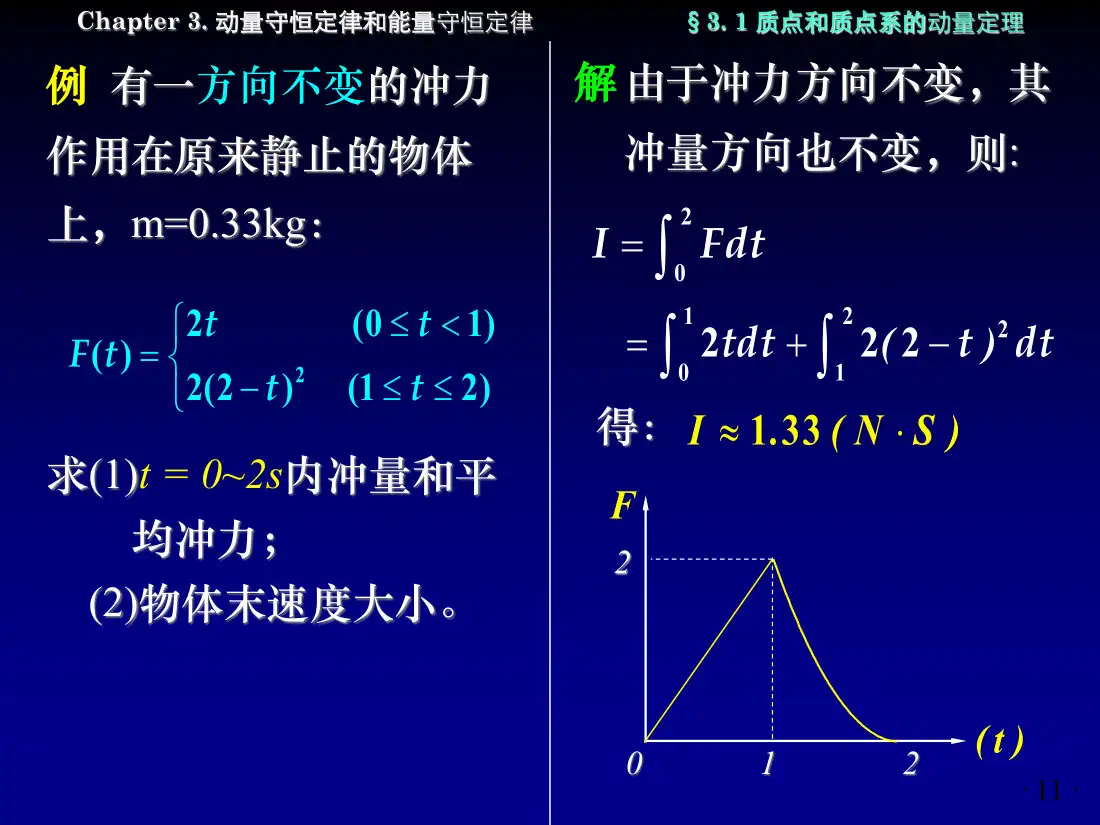 Chapter 3. 动量守恒定律和能量守恒定律
§3.1 质点和质点系的动量定理
例 有一方向不变的冲力
作用在原来静止的物体
上，m=0.33kg：
F(t) = { 2t (0 ≤ t < 1)
2(2 − t)² (1 ≤ t ≤ 2)
求(1)t = 0~2s内冲量和平
均冲力；
(2)物体末速度大小。
解 由于冲力方向不变，其
冲量方向也不变，则:
I = ∫₀² Fdt
= ∫₀¹ 2tdt + ∫₁² 2(2 − t)² dt
得： I ≈ 1.33 ( N · S )
F
2
0 1 2 (t)
· 11 ·